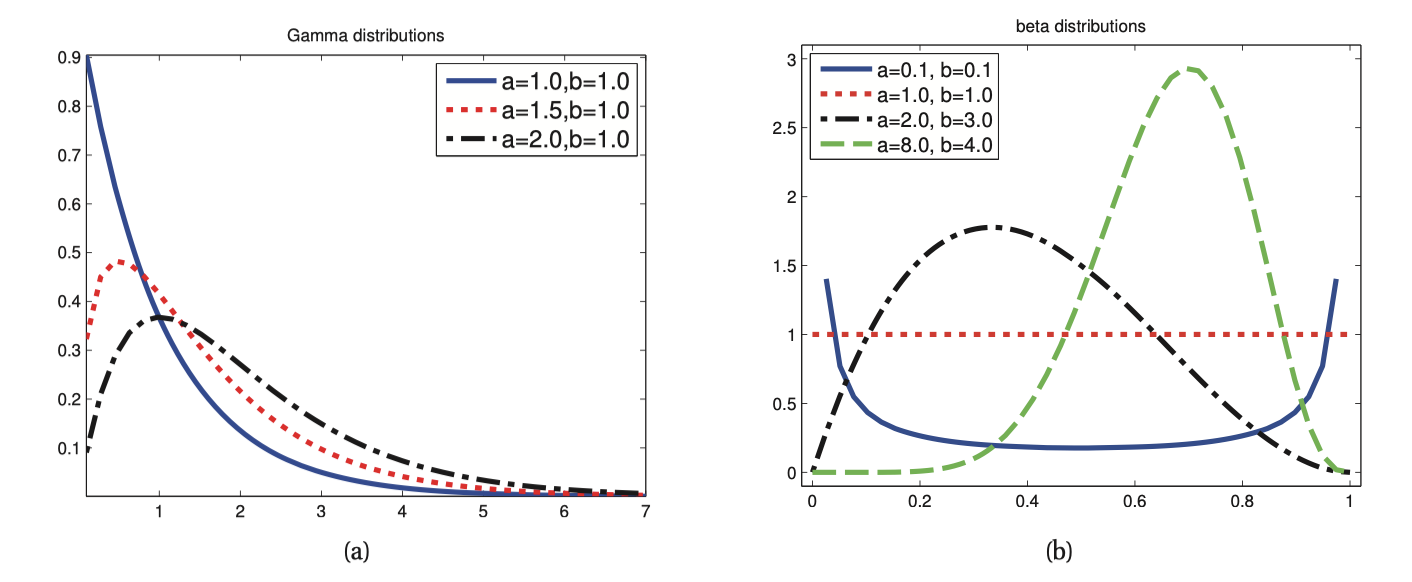 Gamma distributions
0.9
0.8
0.7
0.6
0.5
0.4
0.3
0.2
0.1
1 2 3 4 5 6 7
a=1.0,b=1.0
a=1.5,b=1.0
a=2.0,b=1.0
(a)
beta distributions
3
2.5
2
1.5
1
0.5
0
0 0.2 0.4 0.6 0.8 1
a=0.1, b=0.1
a=1.0, b=1.0
a=2.0, b=3.0
a=8.0, b=4.0
(b)